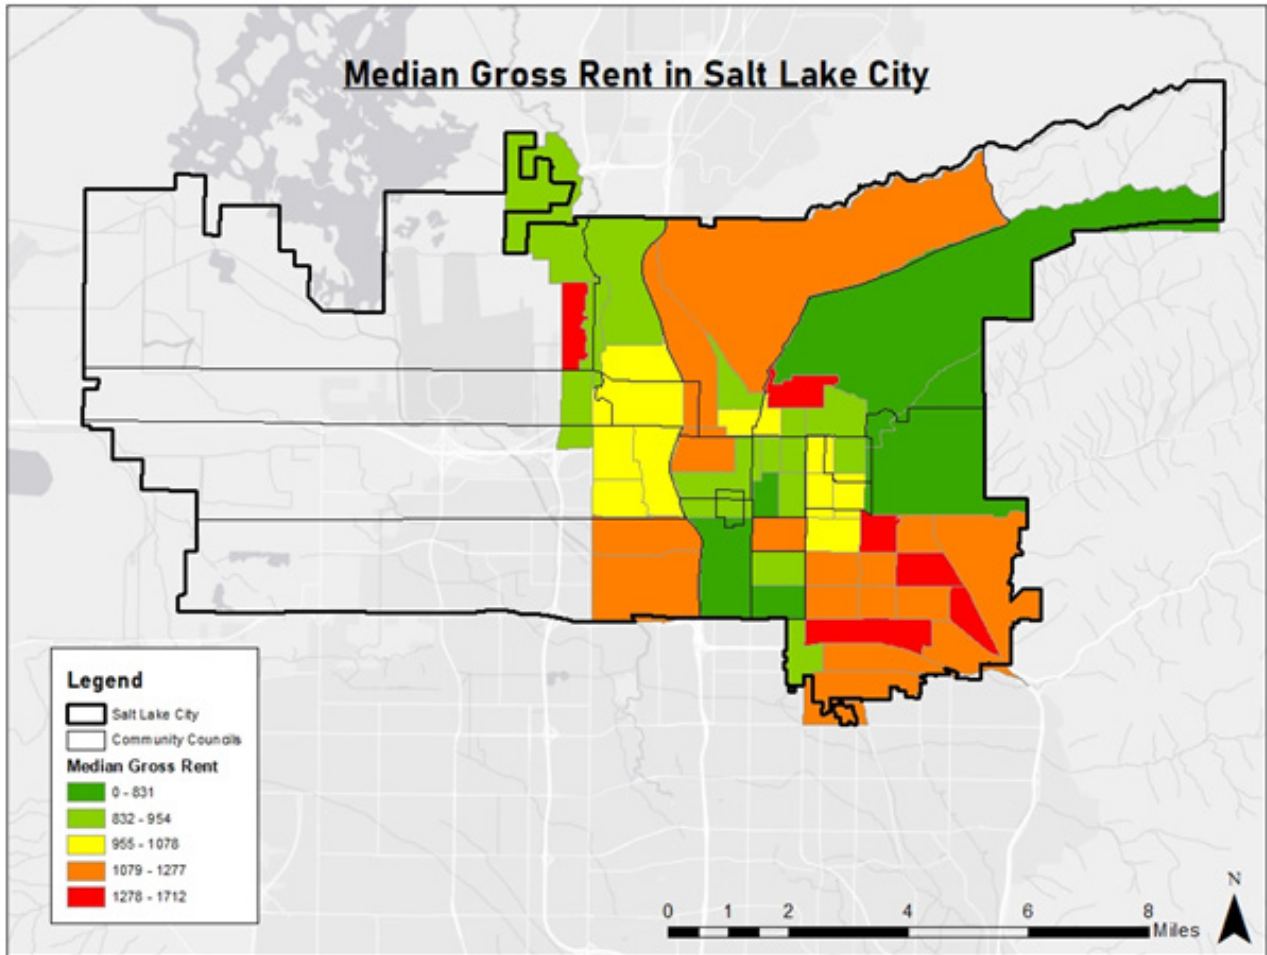 Median Gross Rent in Salt Lake City
Legend
Salt Lake City
Community Councils
Median Gross Rent
0 - 831
832 - 954
955 - 1078
1079 - 1277
1278 - 1712
N
0 1 2 4 6 8
Miles